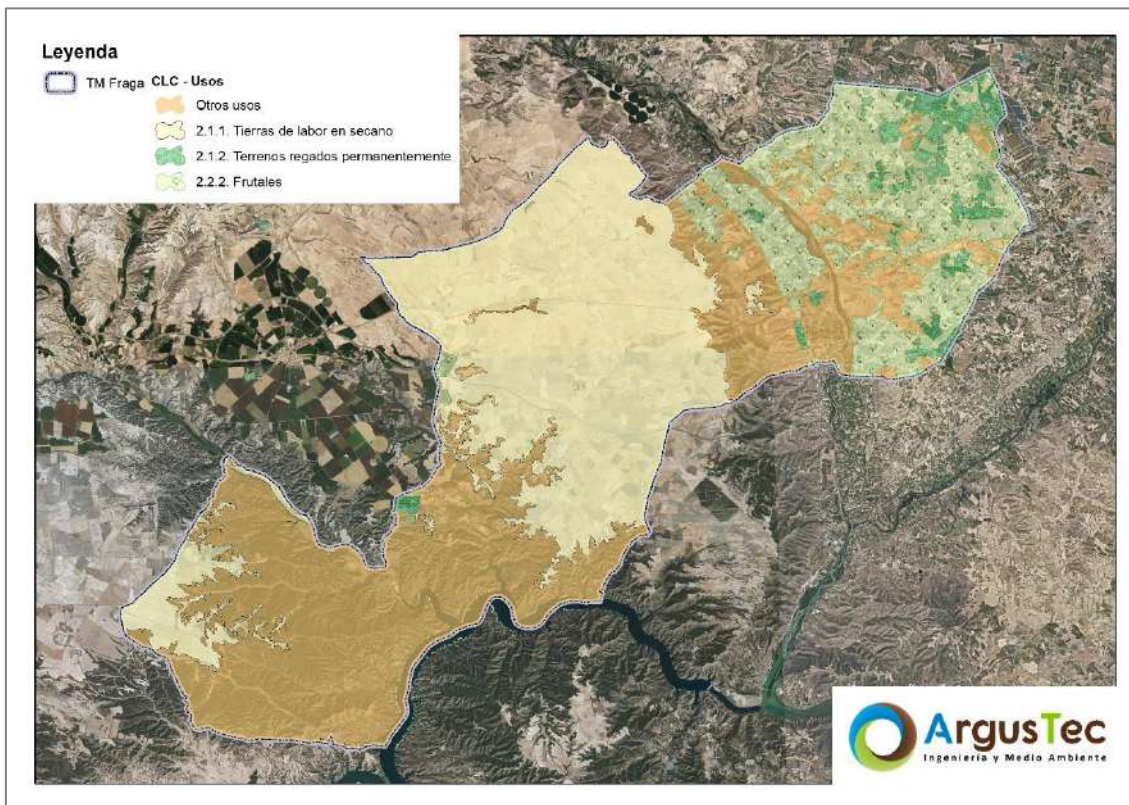 Leyenda
TM Fraga CLC - Usos
Otros usos
2.1.1. Tierras de labor en secano
2.1.2. Terrenos regados permanentemente
2.2.2. Frutales
ArgusTec
Ingeniería y Medio Ambiente